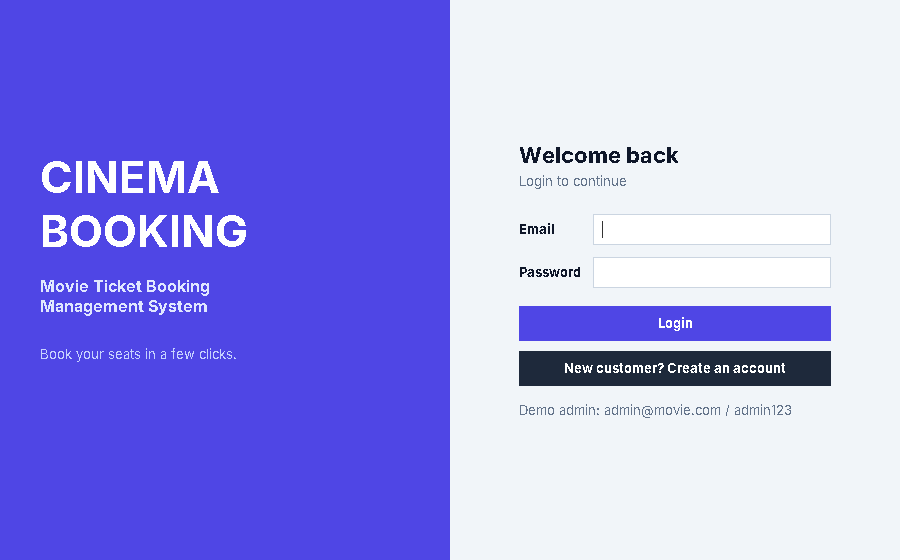 CINEMA
BOOKING
Movie Ticket Booking
Management System
Book your seats in a few clicks.
Welcome back
Login to continue
Email
Password
Login
New customer? Create an account
Demo admin: admin@movie.com / admin123